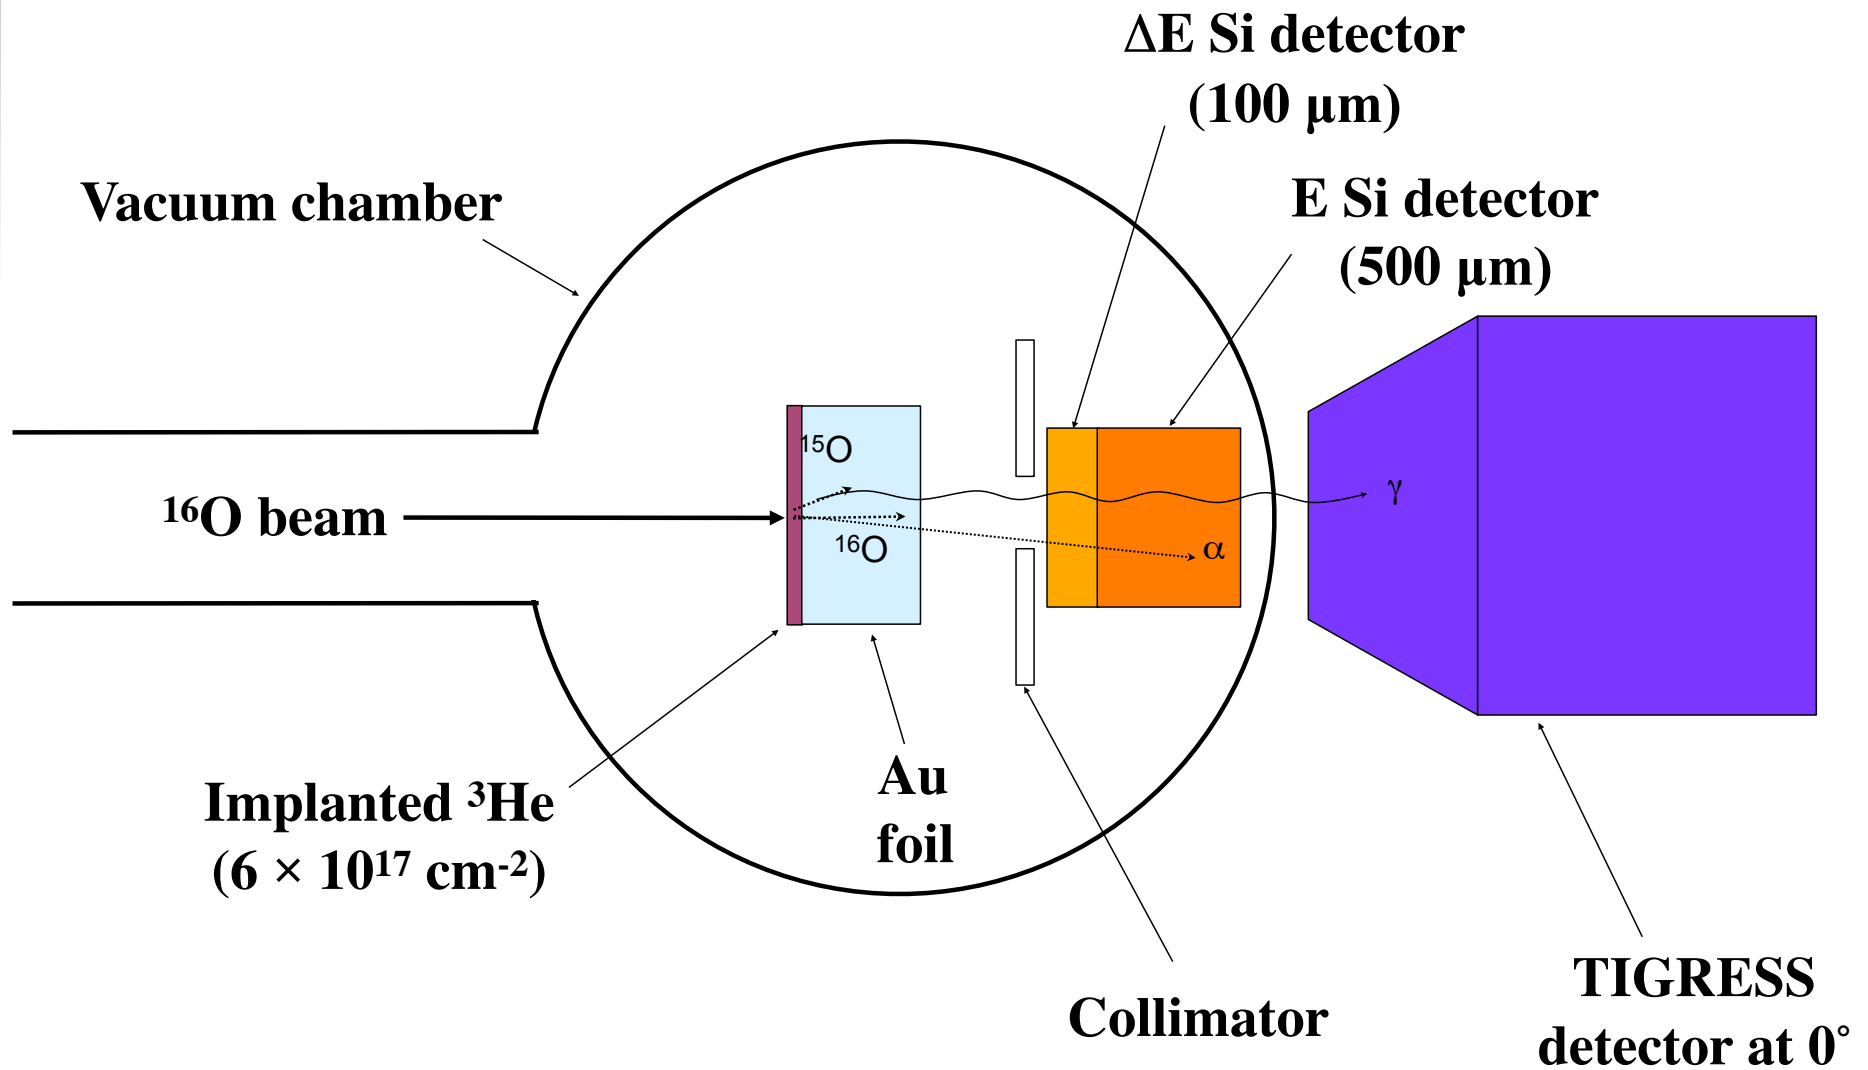 ΔE Si detector
(100 μm)
E Si detector
(500 μm)
Vacuum chamber
¹⁵O
¹⁶O beam
γ
¹⁶O
α
Implanted ³He
(6 × 10¹⁷ cm⁻²)
Au
foil
Collimator
TIGRESS
detector at 0°